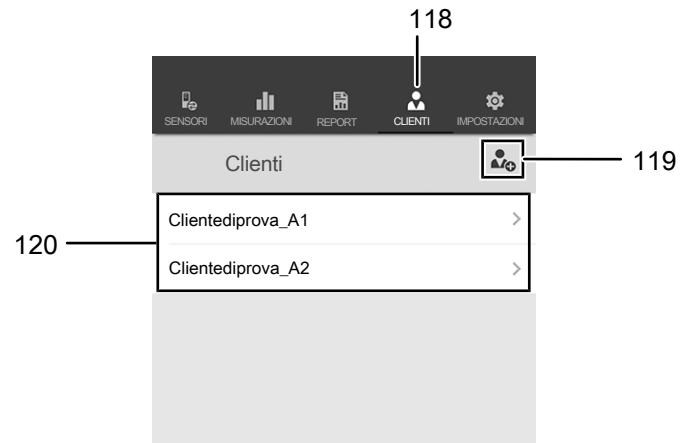 118
SENSORI MISURAZIONI REPORT CLIENTI IMPOSTAZIONI
Clienti
119
Clientediprova_A1
120
Clientediprova_A2